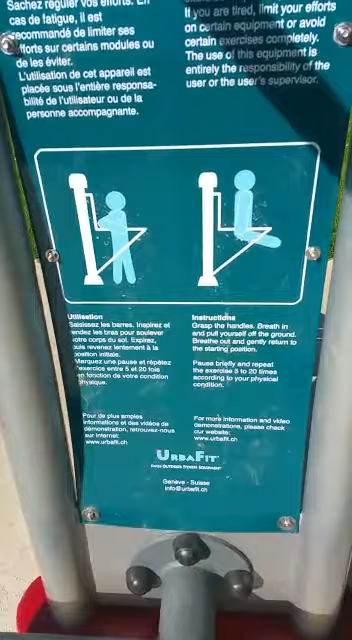 Sachez réguler vos efforts. En
cas de fatigue, il est
recommandé de limiter ses
efforts sur certains modules ou
de les éviter.
L'utilisation de cet appareil est
placée sous l'entière responsa-
bilité de l'utilisateur ou de la
personne accompagnante.
If you are tired, limit your efforts
on certain equipment or avoid
certain exercises completely.
The use of this equipment is
entirely the responsibility of the
user or the user's supervisor.
Utilisation
Saisissez les barres. Inspirez et
tendez les bras pour soulever
votre corps du sol. Expirez,
puis revenez lentement à la
position initiale.
Marquez une pause et répétez
l'exercice entre 5 et 20 fois
en fonction de votre condition
physique.
Instructions
Grasp the handles. Breath in
and pull yourself off the ground.
Breathe out and gently return to
the starting position.
Pause briefly and repeat
the exercise 5 to 20 times
according to your physical
condition.
Pour de plus amples
informations et des vidéos de
démonstration, retrouvez-nous
sur internet:
www.urbafit.ch
For more information and video
demonstrations, please check
our website:
www.urbafit.ch
URBAFIT
SWISS OUTDOOR FITNESS EQUIPMENT
Genève - Suisse
info@urbafit.ch